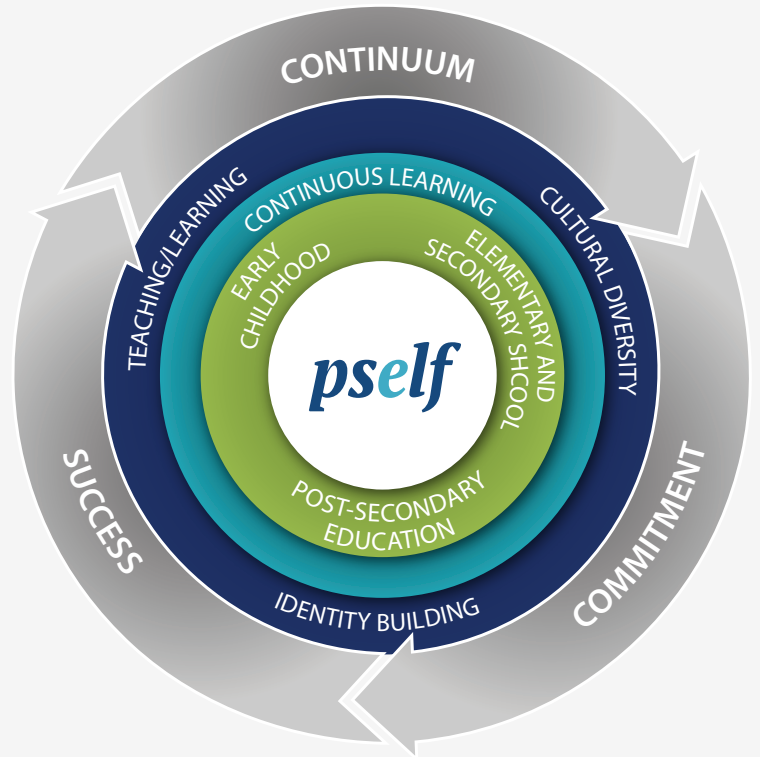 CONTINUUM
COMMITMENT
SUCCESS
TEACHING/LEARNING
CULTURAL DIVERSITY
IDENTITY BUILDING
CONTINUOUS LEARNING
EARLY
CHILDHOOD
ELEMENTARY AND
SECONDARY SHCOOL
POST-SECONDARY
EDUCATION
pself